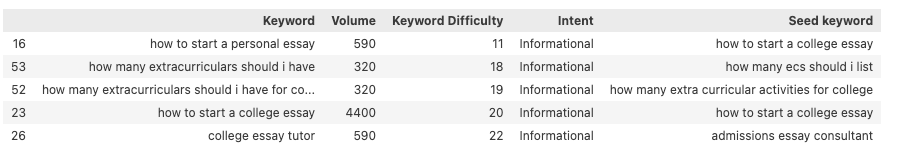 Keyword Volume Keyword Difficulty Intent Seed keyword
16 how to start a personal essay 590 11 Informational how to start a college essay
53 how many extracurriculars should i have 320 18 Informational how many ecs should i list
52 how many extracurriculars should i have for co... 320 19 Informational how many extra curricular activities for college
23 how to start a college essay 4400 20 Informational how to start a college essay
26 college essay tutor 590 22 Informational admissions essay consultant